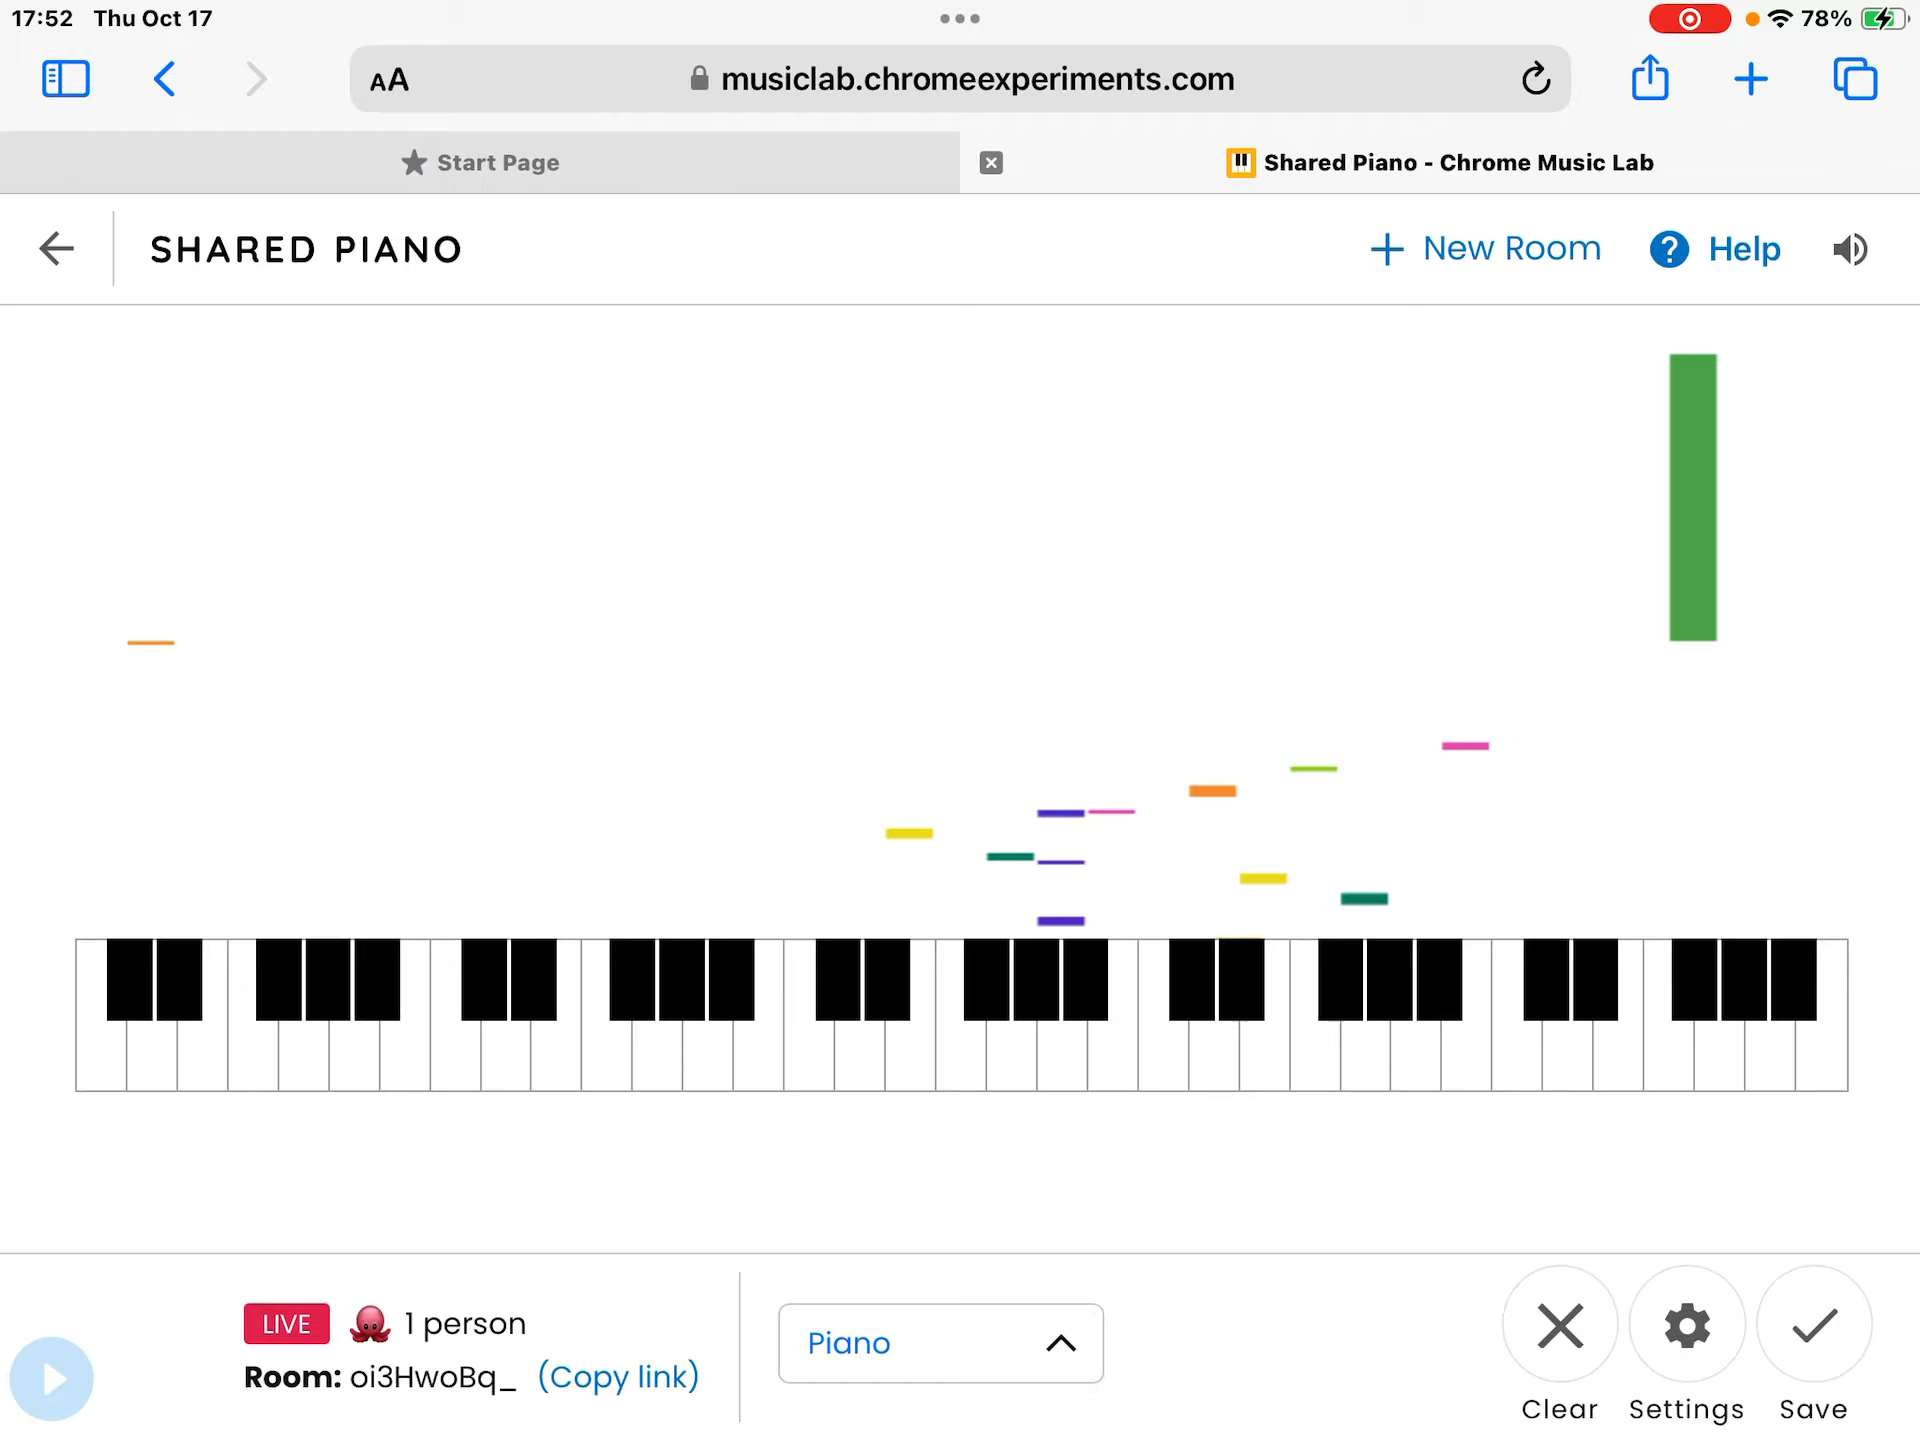 17:52 Thu Oct 17
78%
AA
musiclab.chromeexperiments.com
Start Page
Shared Piano - Chrome Music Lab
SHARED PIANO
+ New Room
? Help
LIVE 1 person
Room: oi3HwoBq_ (Copy link)
Piano
Clear Settings Save